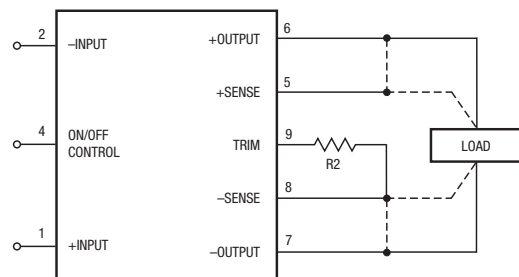 2
–INPUT
4
ON/OFF
CONTROL
1
+INPUT
+OUTPUT
6
+SENSE
5
TRIM
9
R2
–SENSE
8
–OUTPUT
7
LOAD